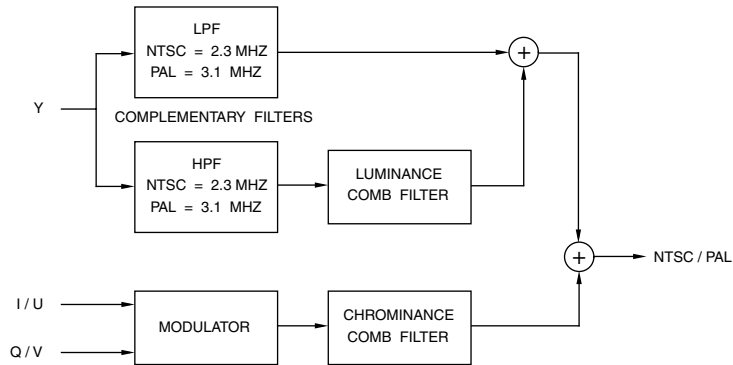 LPF
NTSC = 2.3 MHZ
PAL = 3.1 MHZ
+
Y
COMPLEMENTARY FILTERS
HPF
NTSC = 2.3 MHZ
PAL = 3.1 MHZ
LUMINANCE
COMB FILTER
+
NTSC / PAL
I / U
MODULATOR
CHROMINANCE
COMB FILTER
Q / V